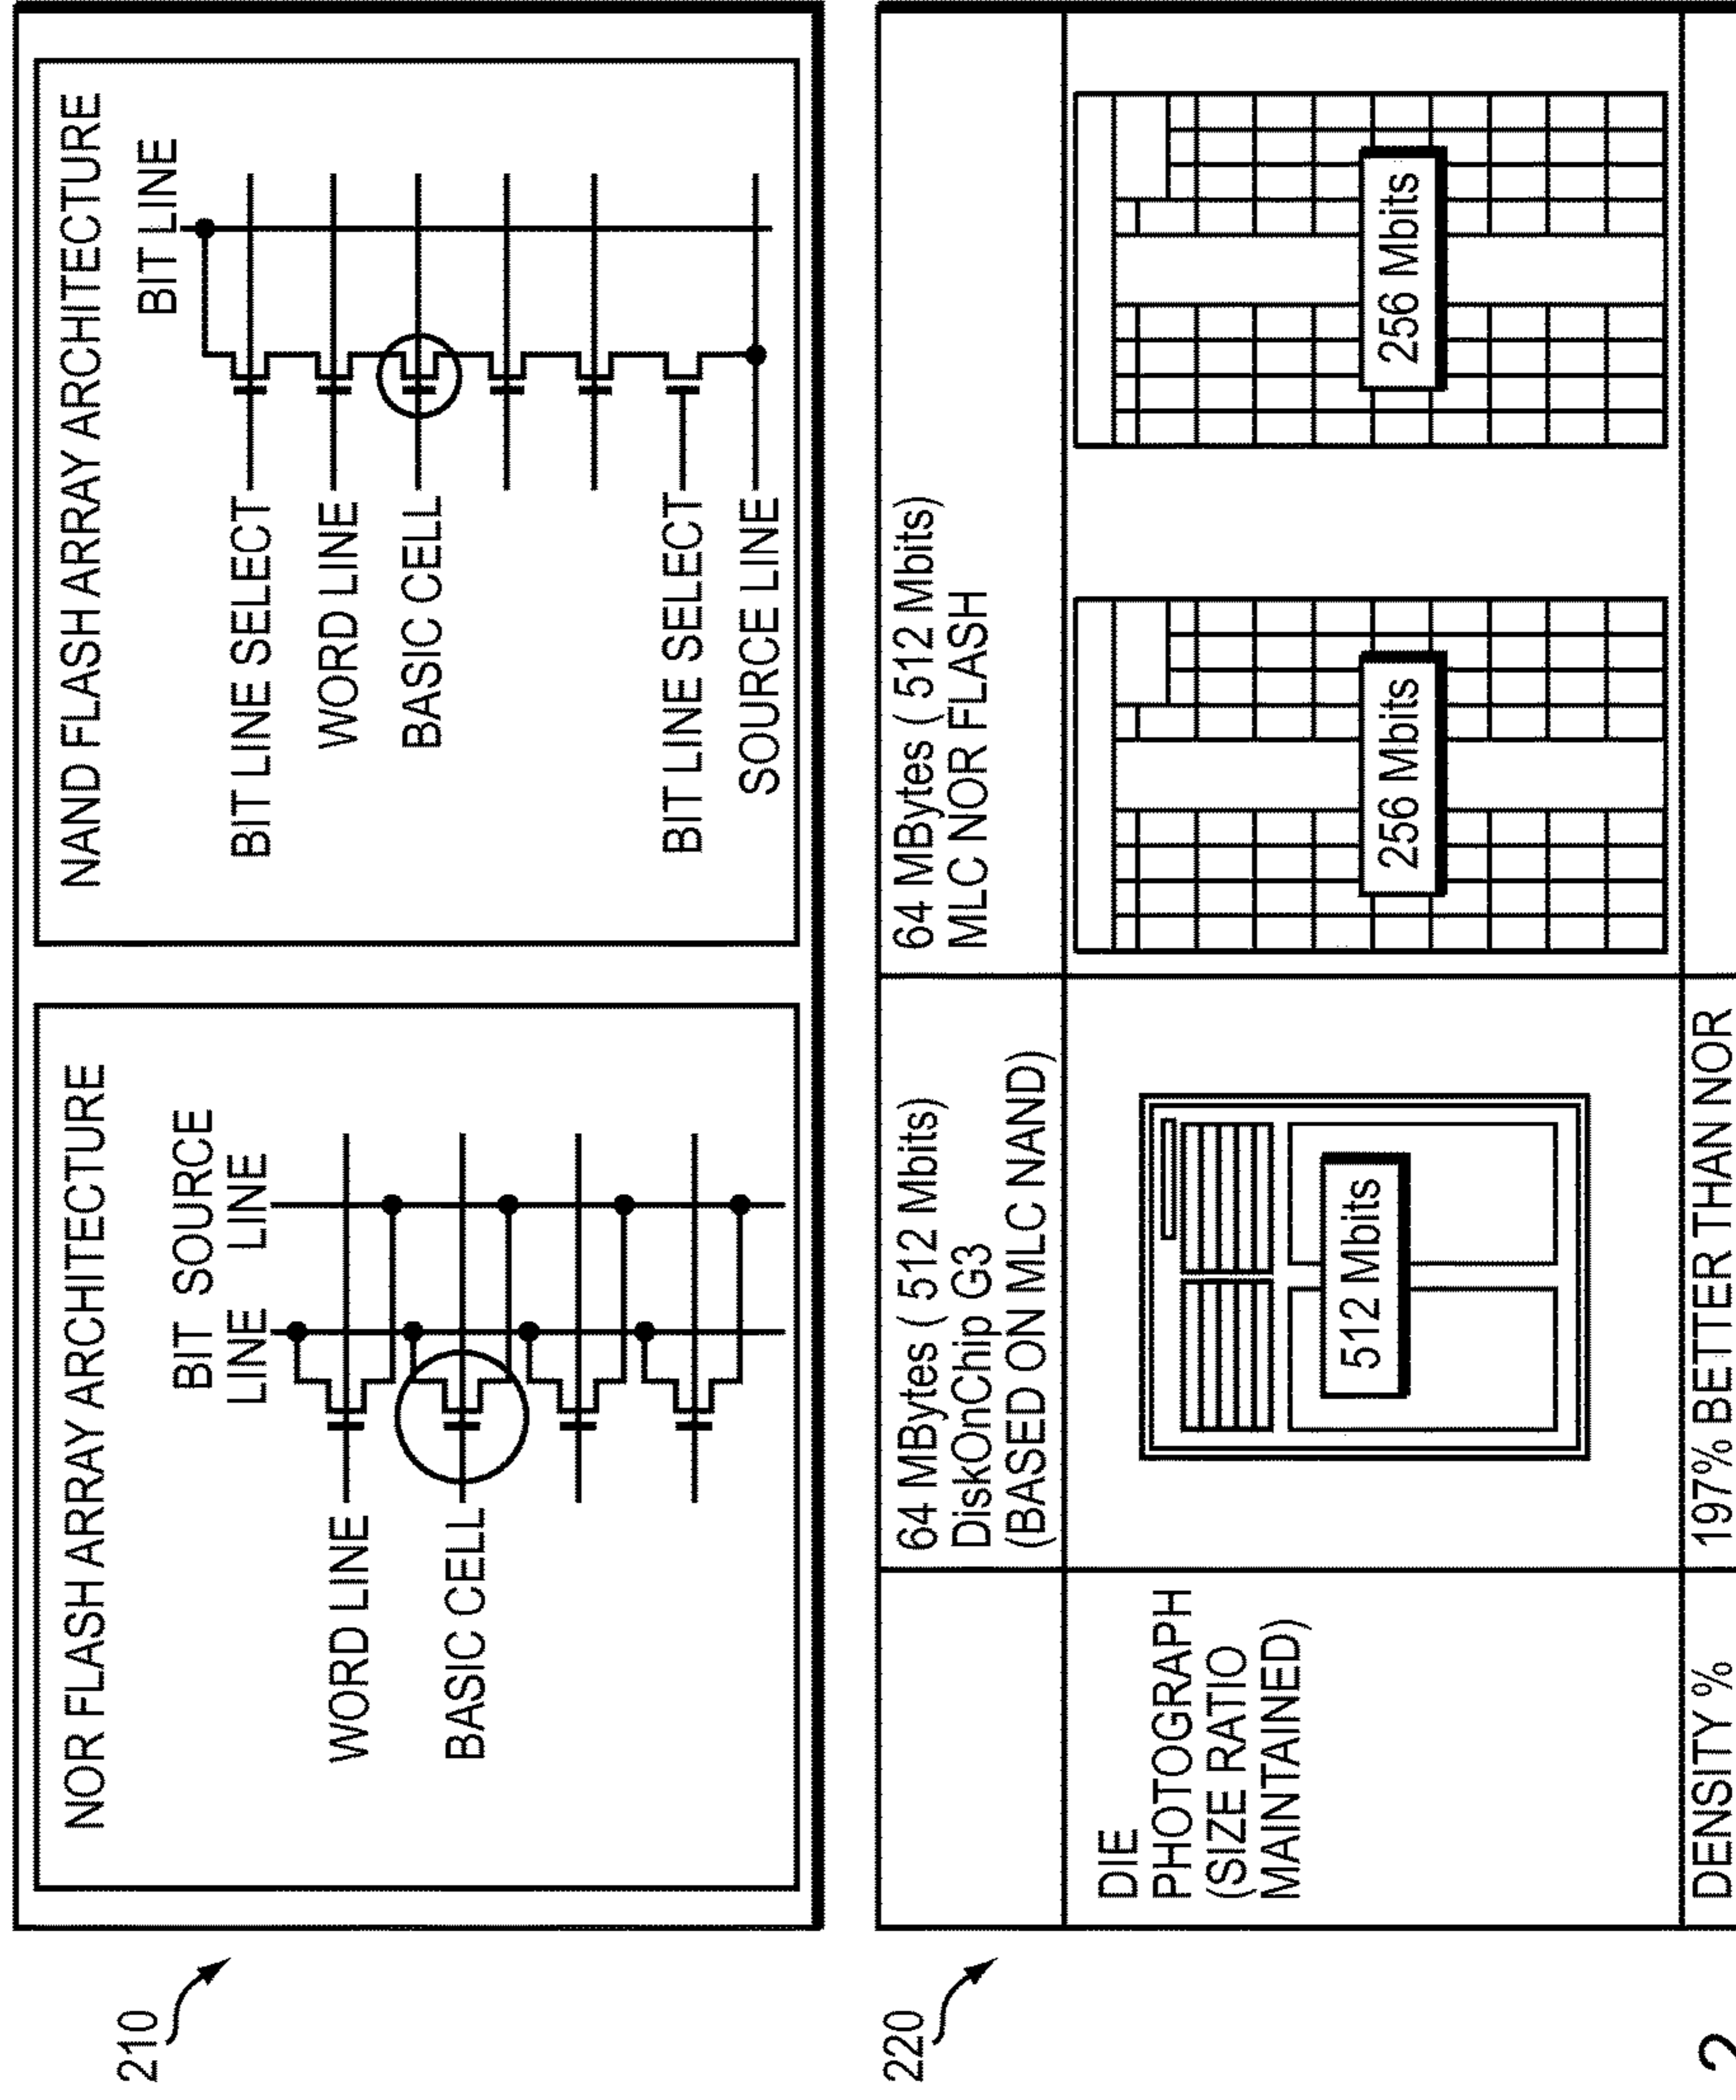 210
NOR FLASH ARRAY ARCHITECTURE
BIT SOURCE
LINE LINE
WORD LINE
BASIC CELL
NAND FLASH ARRAY ARCHITECTURE
BIT LINE
BIT LINE SELECT
WORD LINE
BASIC CELL
BIT LINE SELECT
SOURCE LINE
220
64 MBytes ( 512 Mbits)
DiskOnChip G3
(BASED ON MLC NAND)
64 MBytes ( 512 Mbits)
MLC NOR FLASH
DIE
PHOTOGRAPH
(SIZE RATIO
MAINTAINED)
512 Mbits
256 Mbits
256 Mbits
DENSITY %
197% BETTER THAN NOR
2